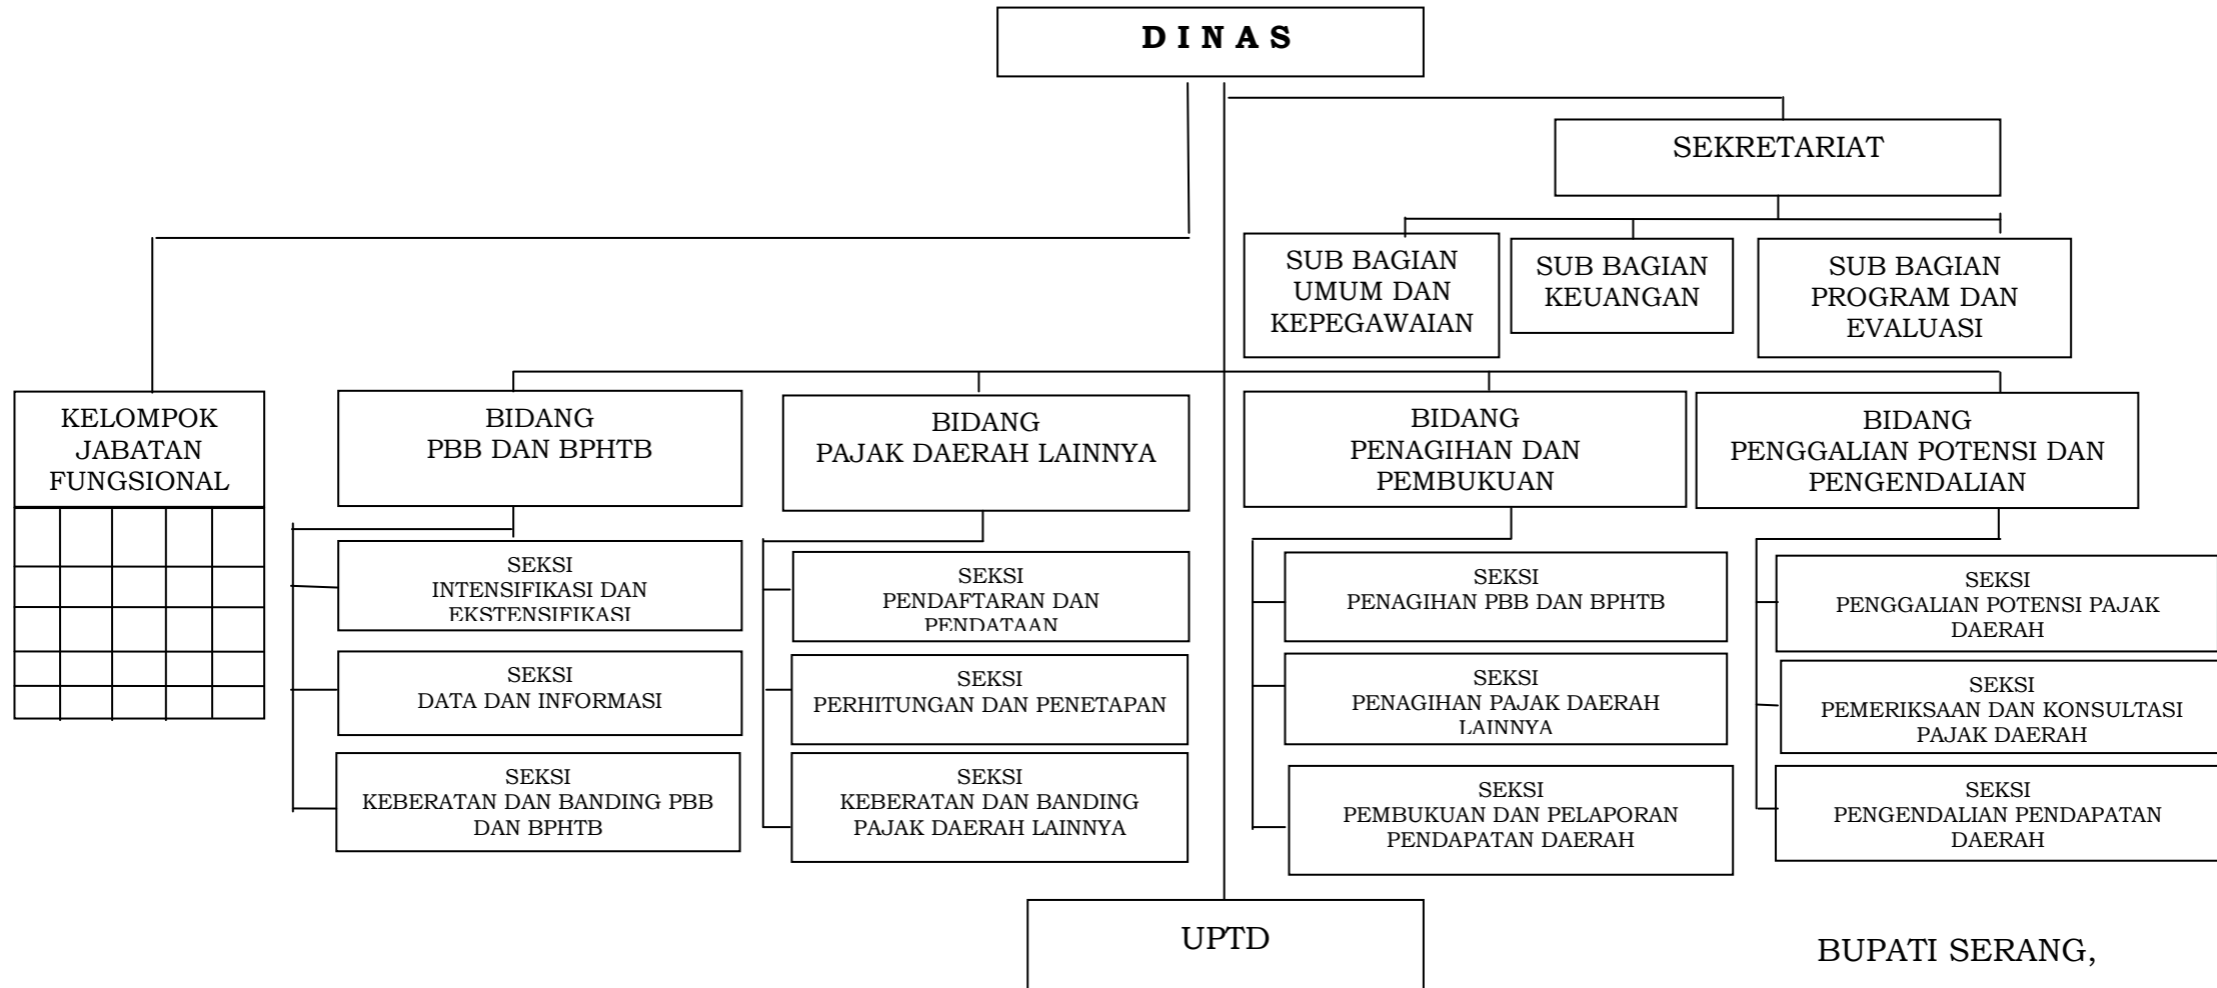 D I N A S
SEKRETARIAT
SUB BAGIAN
UMUM DAN
KEPEGAWAIAN
SUB BAGIAN
KEUANGAN
SUB BAGIAN
PROGRAM DAN
EVALUASI
KELOMPOK
JABATAN
FUNGSIONAL
BIDANG
PBB DAN BPHTB
BIDANG
PAJAK DAERAH LAINNYA
BIDANG
PENAGIHAN DAN
PEMBUKUAN
BIDANG
PENGGALIAN POTENSI DAN
PENGENDALIAN
SEKSI
INTENSIFIKASI DAN
EKSTENSIFIKASI
SEKSI
DATA DAN INFORMASI
SEKSI
KEBERATAN DAN BANDING PBB
DAN BPHTB
SEKSI
PENDAFTARAN DAN
PENDATAAN
SEKSI
PERHITUNGAN DAN PENETAPAN
SEKSI
KEBERATAN DAN BANDING
PAJAK DAERAH LAINNYA
SEKSI
PENAGIHAN PBB DAN BPHTB
SEKSI
PENAGIHAN PAJAK DAERAH
LAINNYA
SEKSI
PEMBUKUAN DAN PELAPORAN
PENDAPATAN DAERAH
SEKSI
PENGGALIAN POTENSI PAJAK
DAERAH
SEKSI
PEMERIKSAAN DAN KONSULTASI
PAJAK DAERAH
SEKSI
PENGENDALIAN PENDAPATAN
DAERAH
UPTD
BUPATI SERANG,